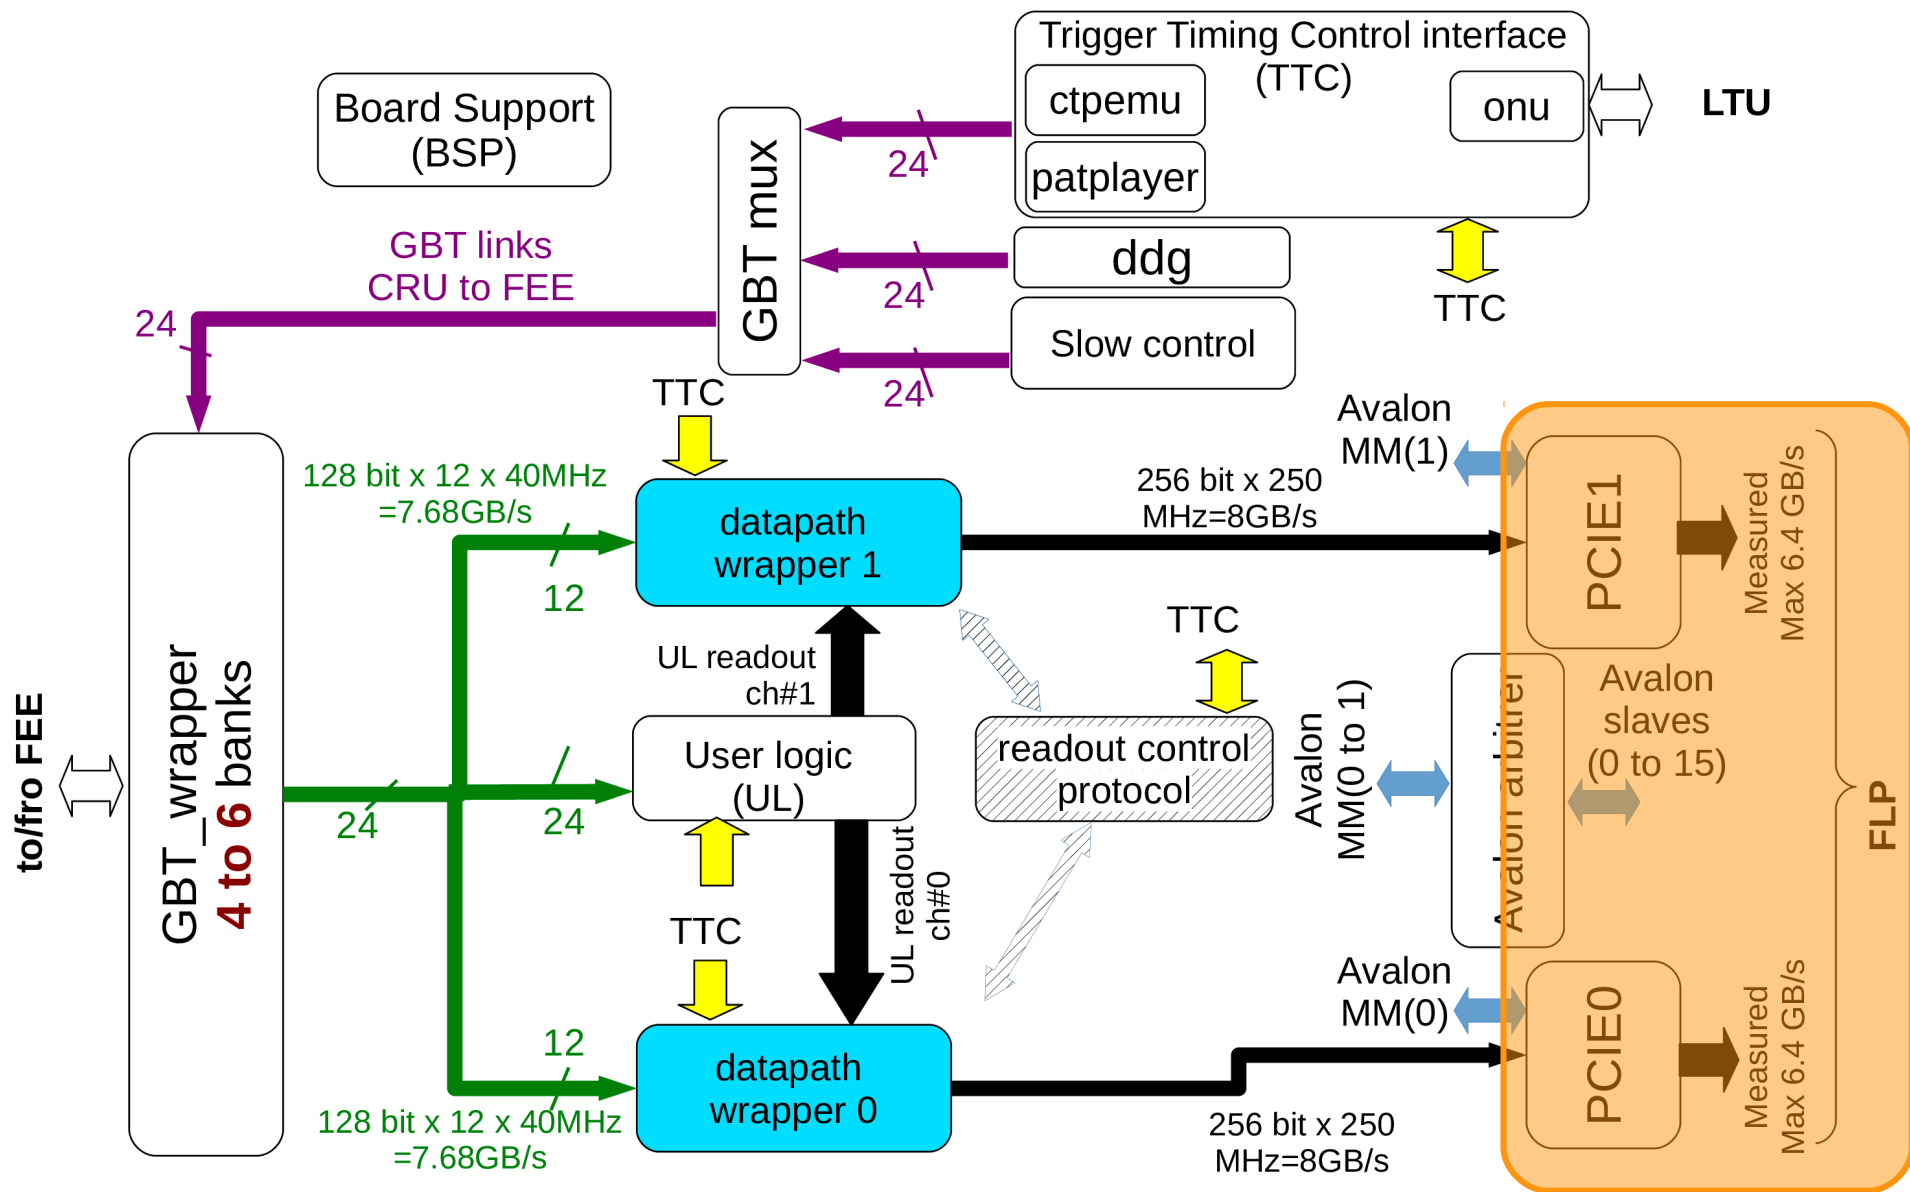 Trigger Timing Control interface
(TTC)
ctpemu
onu
patplayer
LTU
Board Support
(BSP)
GBT mux
24
24
24
ddg
Slow control
TTC
GBT links
CRU to FEE
24
TTC
Avalon
MM(1)
128 bit x 12 x 40MHz
=7.68GB/s
12
datapath
wrapper 1
256 bit x 250
MHz=8GB/s
PCIE1
Measured
Max 6.4 GB/s
to/fro FEE
GBT_wrapper
4 to 6 banks
24
24
UL readout
ch#1
User logic
(UL)
TTC
readout control
protocol
Avalon
MM(0 to 1)
Avalon arbitrer
Avalon
slaves
(0 to 15)
FLP
UL readout
ch#0
TTC
Avalon
MM(0)
12
128 bit x 12 x 40MHz
=7.68GB/s
datapath
wrapper 0
256 bit x 250
MHz=8GB/s
PCIE0
Measured
Max 6.4 GB/s